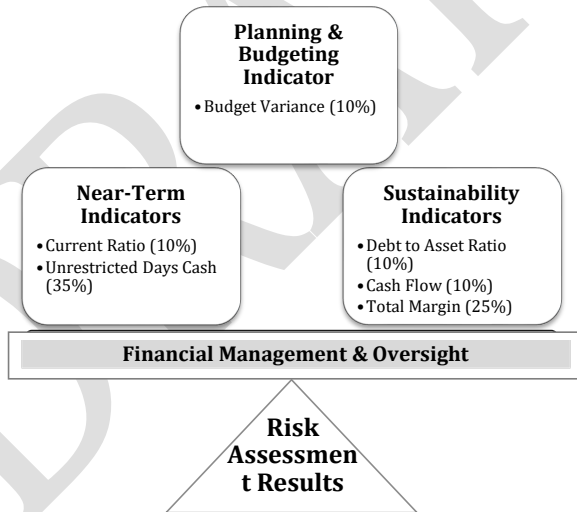 Planning &
Budgeting
Indicator
•Budget Variance (10%)
Near-Term
Indicators
•Current Ratio (10%)
•Unrestricted Days Cash
(35%)
Sustainability
Indicators
•Debt to Asset Ratio
(10%)
•Cash Flow (10%)
•Total Margin (25%)
Financial Management & Oversight
Risk
Assessmen
t Results